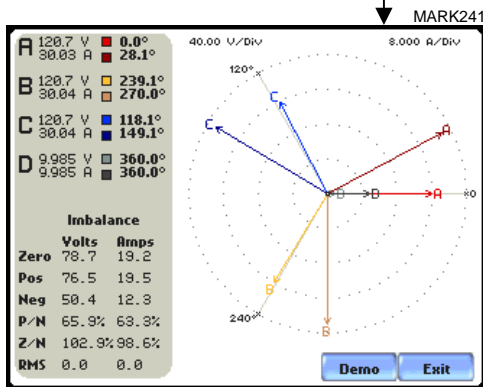 MARK241
A 120.7 V 0.0°
30.03 A 28.1°
B 120.7 V 239.1°
30.04 A 270.0°
C 120.7 V 118.1°
30.04 A 149.1°
D 9.985 V 360.0°
9.985 A 360.0°
Imbalance
Volts Amps
Zero 78.7 19.2
Pos 76.5 19.5
Neg 50.4 12.3
P/N 65.9% 63.3%
Z/N 102.9% 98.6%
RMS 0.0 0.0
40.00 V/Div 8.000 A/Div
120°
C
C
A
D D A 0
B
240°
B
Demo Exit